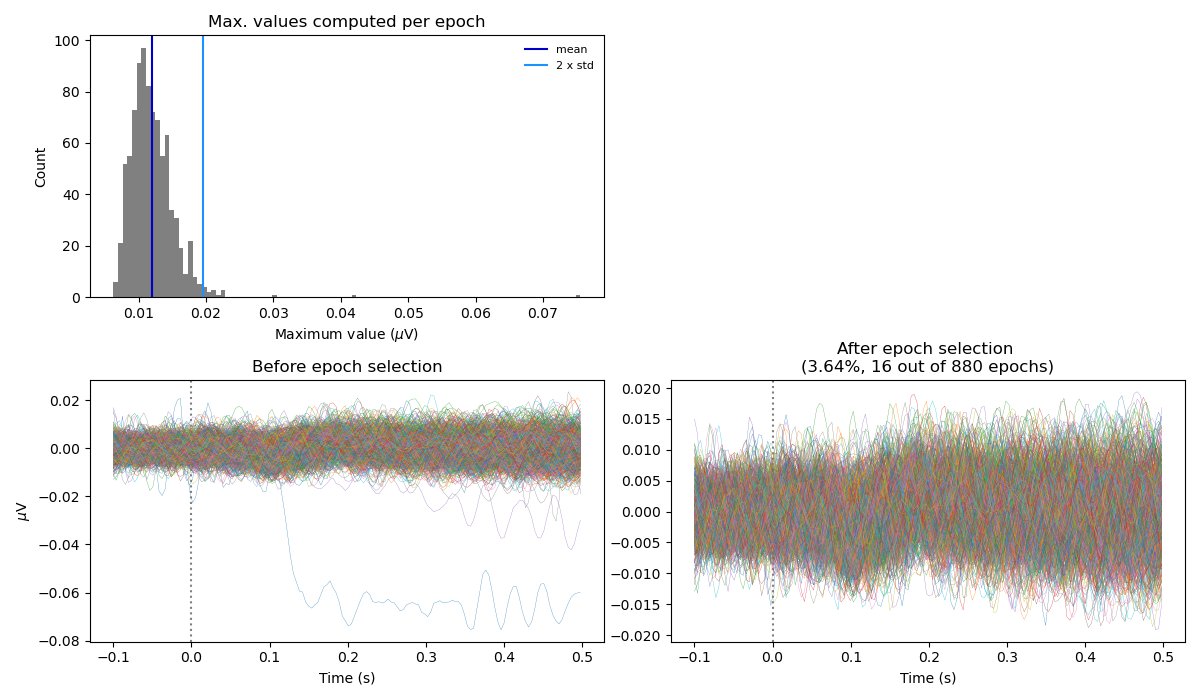 Max. values computed per epoch
100
80
60
40
20
0
Count
mean
2 x std
0.01 0.02 0.03 0.04 0.05 0.06 0.07
Maximum value (μV)
Before epoch selection
0.02
0.00
−0.02
−0.04
−0.06
−0.08
μV
−0.1 0.0 0.1 0.2 0.3 0.4 0.5
Time (s)
After epoch selection
(3.64%, 16 out of 880 epochs)
0.020
0.015
0.010
0.005
0.000
−0.005
−0.010
−0.015
−0.020
−0.1 0.0 0.1 0.2 0.3 0.4 0.5
Time (s)